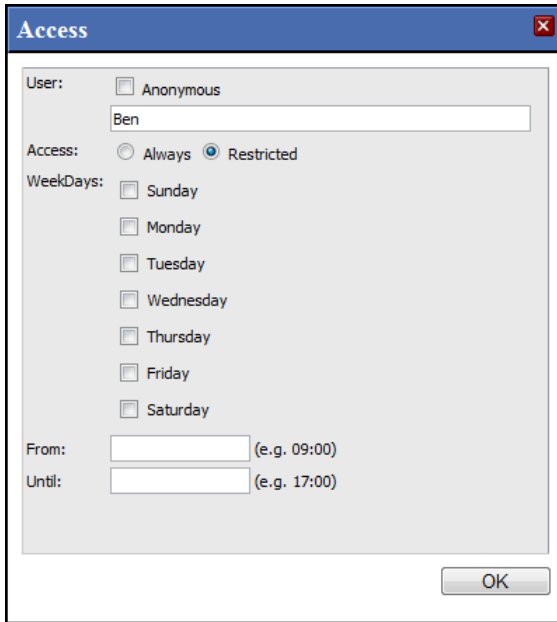 Access
User: Anonymous
Ben
Access: Always Restricted
WeekDays: Sunday
Monday
Tuesday
Wednesday
Thursday
Friday
Saturday
From: (e.g. 09:00)
Until: (e.g. 17:00)
OK